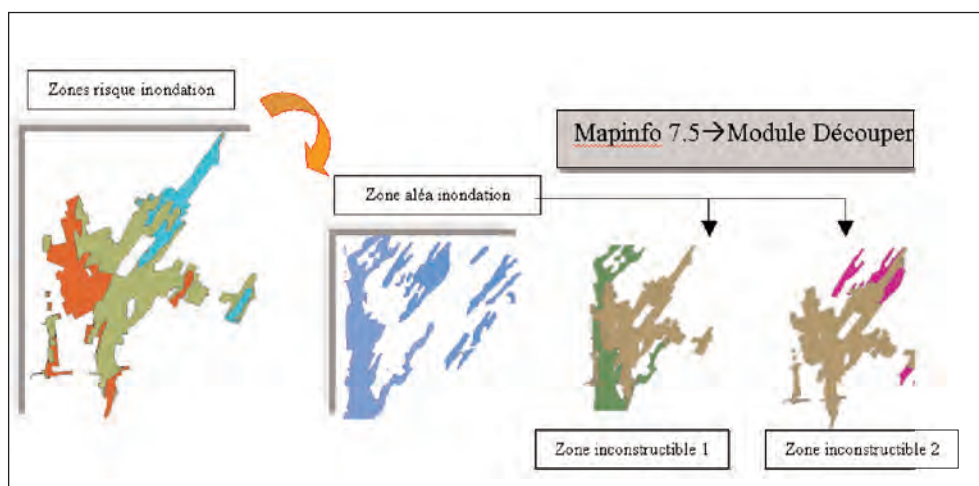 Zones risque inondation
Mapinfo 7.5→Module Découper
Zone aléa inondation
Zone inconstructible 1
Zone inconstructible 2